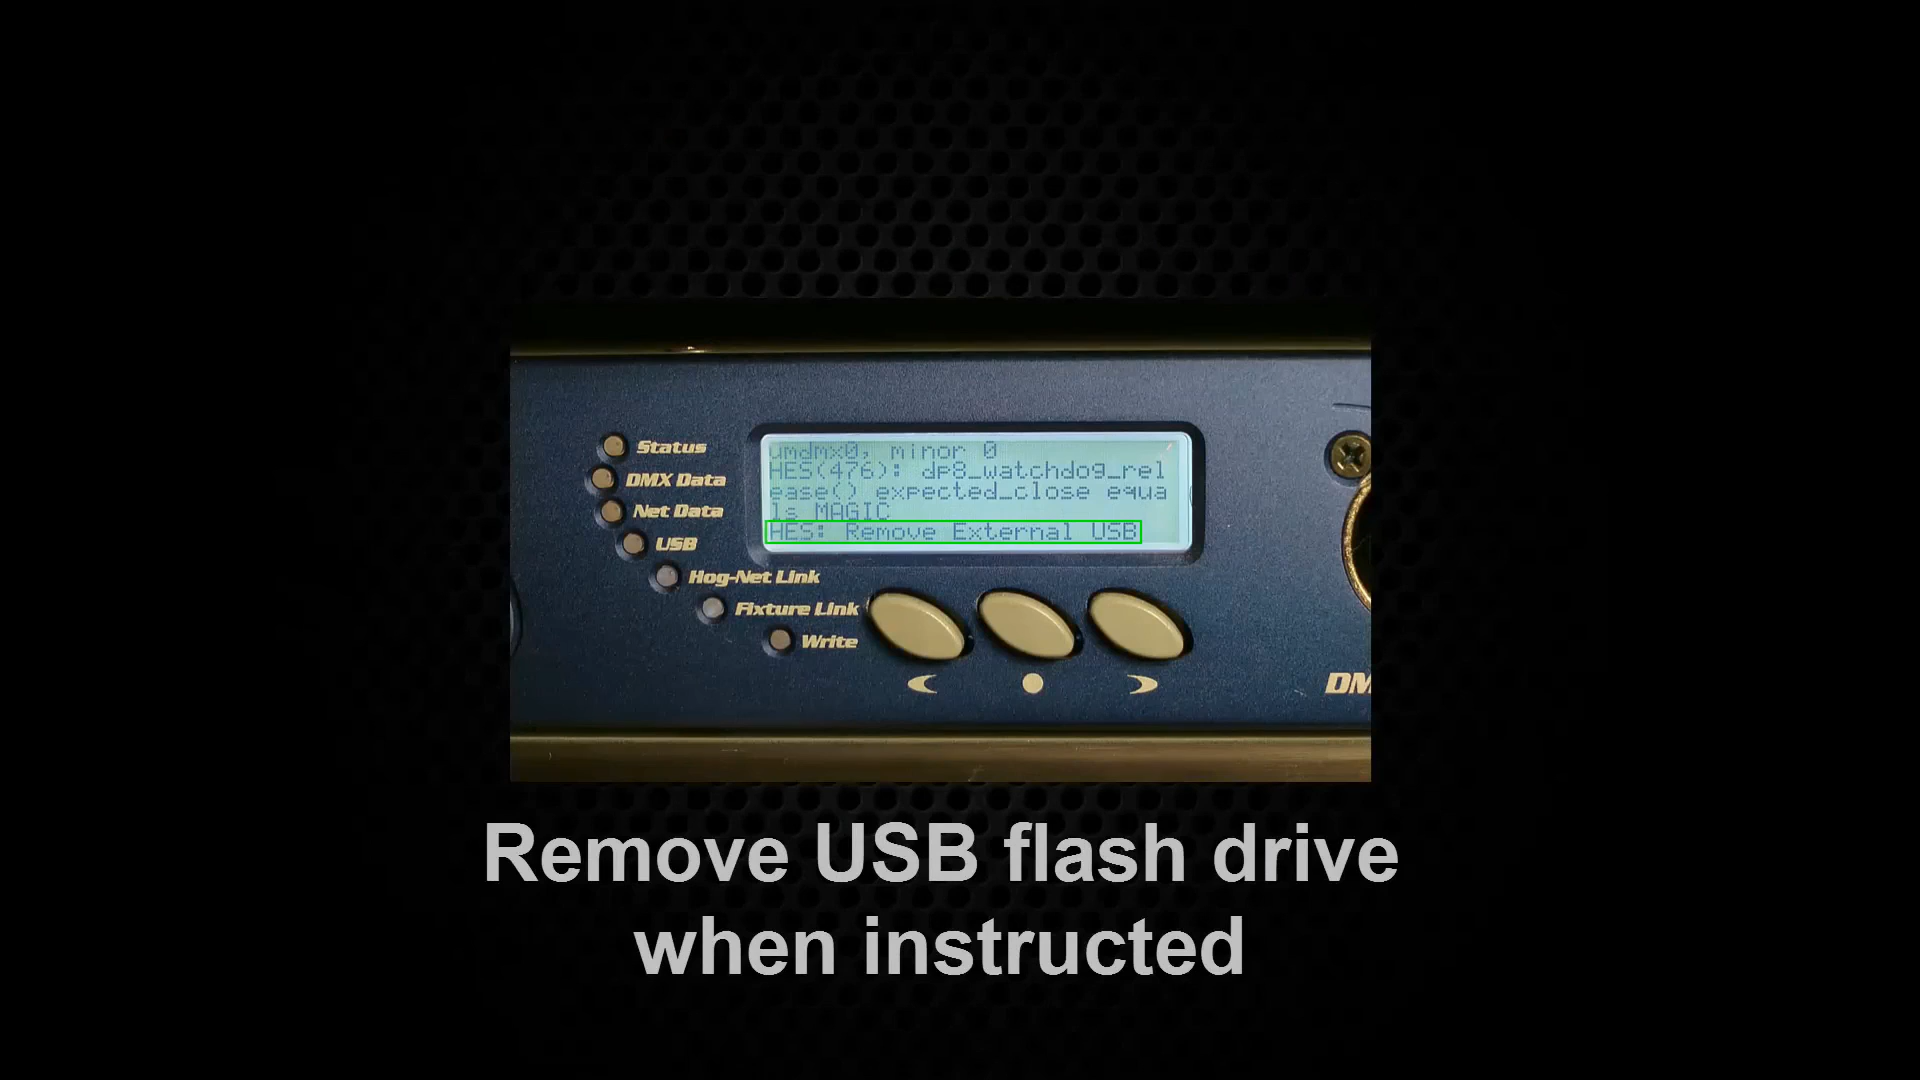 umdmx0, minor 0
HES(476): dp8_watchdog_rel
ease() expected_close equa
ls MAGIC
HES: Remove External USB
Status
DMX Data
Net Data
USB
Hog-Net Link
Fixture Link
Write
DM
Remove USB flash drive
when instructed